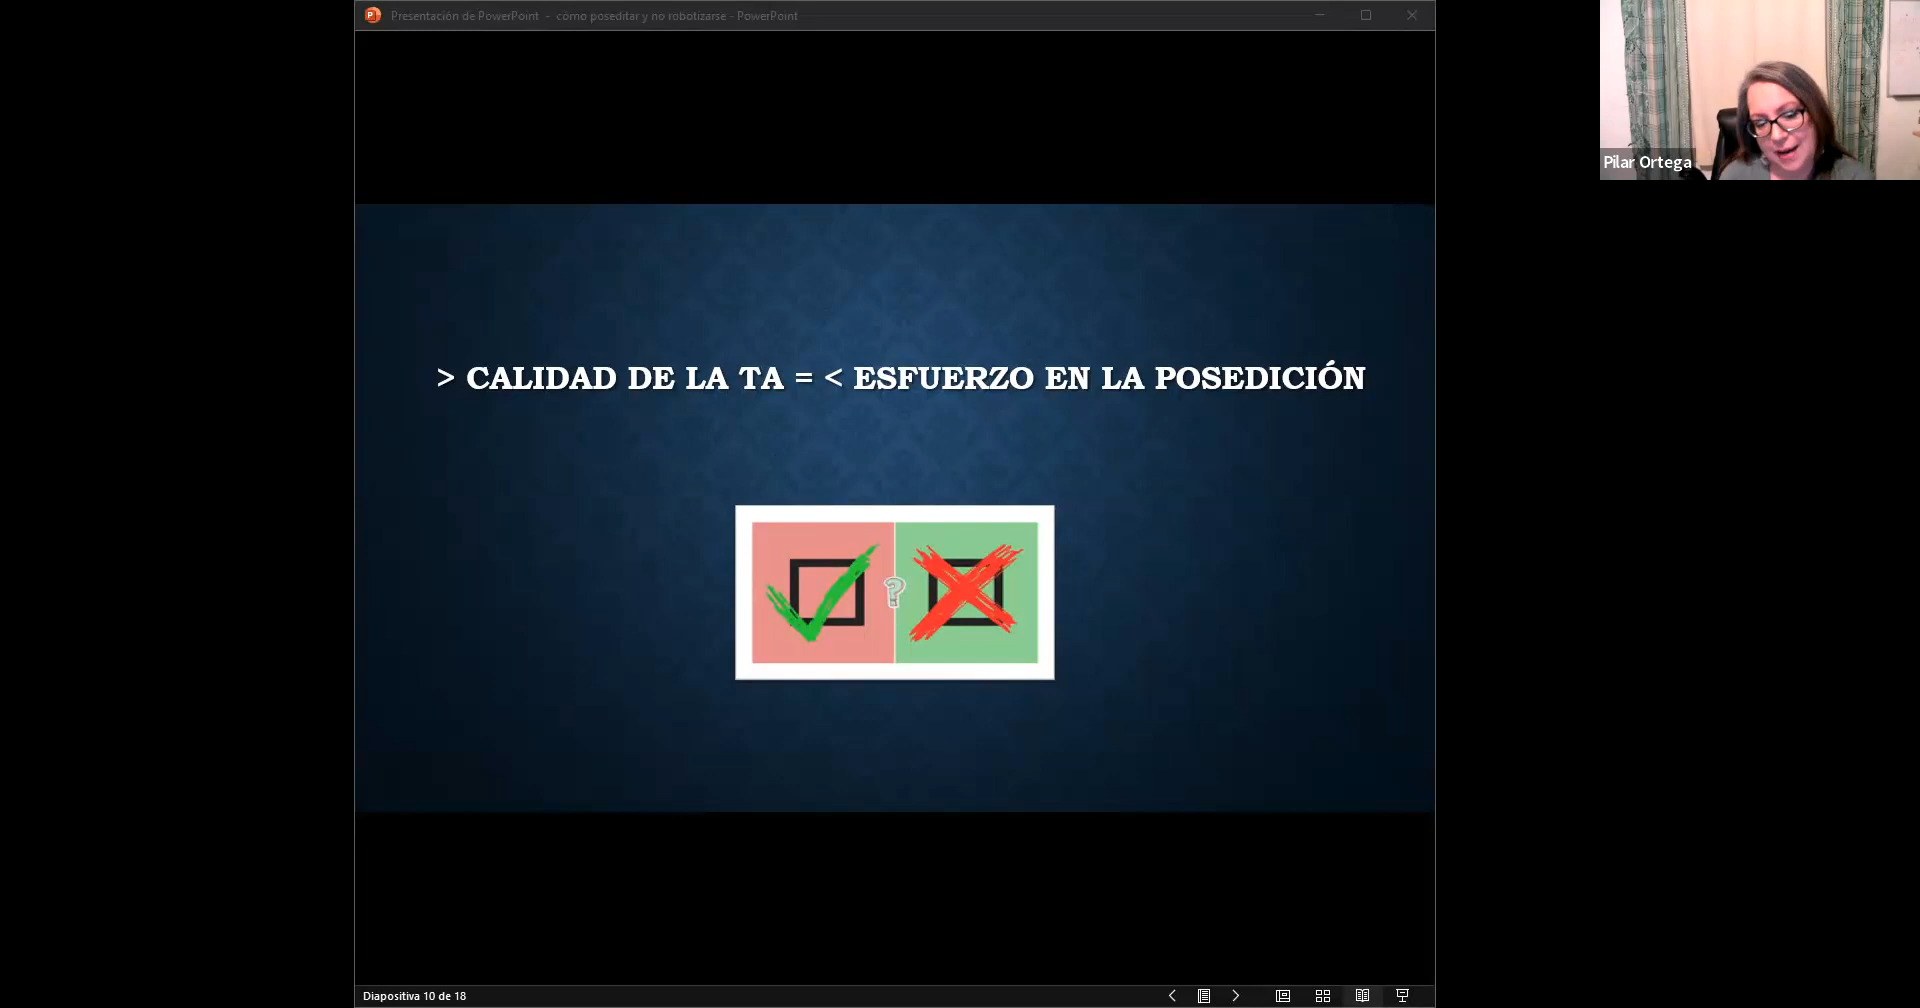 Presentación de PowerPoint - cómo poseditar y no robotizarse - PowerPoint
Pilar Ortega
> CALIDAD DE LA TA = < ESFUERZO EN LA POSEDICIÓN
?
Diapositiva 10 de 18